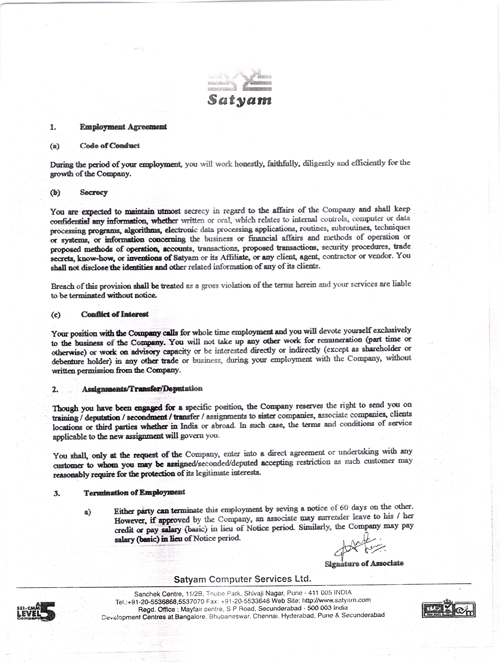 Satyam
1. Employment Agreement
(a) Code of Conduct
During the period of your employment, you will work honestly, faithfully, diligently and efficiently for the
growth of the Company.
(b) Secrecy
You are expected to maintain utmost secrecy in regard to the affairs of the Company and shall keep
confidential any information, whether written or oral, which relates to internal controls, computer or data
processing programs, algorithms, electronic data processing applications, routines, subroutines, techniques
or systems, or information concerning the business or financial affairs and methods of operation or
proposed methods of operation, accounts, transactions, proposed transactions, security procedures, trade
secrets, know-how, or inventions of Satyam or its Affiliate, or any client, agent, contractor or vendor. You
shall not disclose the identities and other related information of any of its clients.
Breach of this provision shall be treated as a gross violation of the terms herein and your services are liable
to be terminated without notice.
(c) Conflict of Interest
Your position with the Company calls for whole time employment and you will devote yourself exclusively
to the business of the Company. You will not take up any other work for remuneration (part time or
otherwise) or work on advisory capacity or be interested directly or indirectly (except as shareholder or
debenture holder) in any other trade or business, during your employment with the Company, without
written permission from the Company.
2. Assignments/Transfer/Deputation
Though you have been engaged for a specific position, the Company reserves the right to send you on
training / deputation / secondment / transfer / assignments to sister companies, associate companies, clients
locations or third parties whether in India or abroad. In such case, the terms and conditions of service
applicable to the new assignment will govern you.
You shall, only at the request of the Company, enter into a direct agreement or undertaking with any
customer to whom you may be assigned/seconded/deputed accepting restriction as such customer may
reasonably require for the protection of its legitimate interests.
3. Termination of Employment
a) Either party can terminate this employment by seving a notice of 60 days on the other.
However, if approved by the Company, an associate may surrender leave to his / her
credit or pay salary (basic) in lieu of Notice period. Similarly, the Company may pay
salary (basic) in lieu of Notice period.
Signature of Associate
Satyam Computer Services Ltd.
Sanchek Centre, 11/2B, Thube Park, Shivaji Nagar, Pune - 411 005 INDIA
Tel.:+91-20-5536868,5537070 Fax: +91-20-5533646 Web Site: http://www.satyam.com
Regd. Office : Mayfair centre, S P Road, Secunderabad - 500 003 India
Development Centres at Bangalore, Bhubaneswar, Chennai, Hyderabad, Pune & Secunderabad
SEI-CMM
LEVEL 5
Company